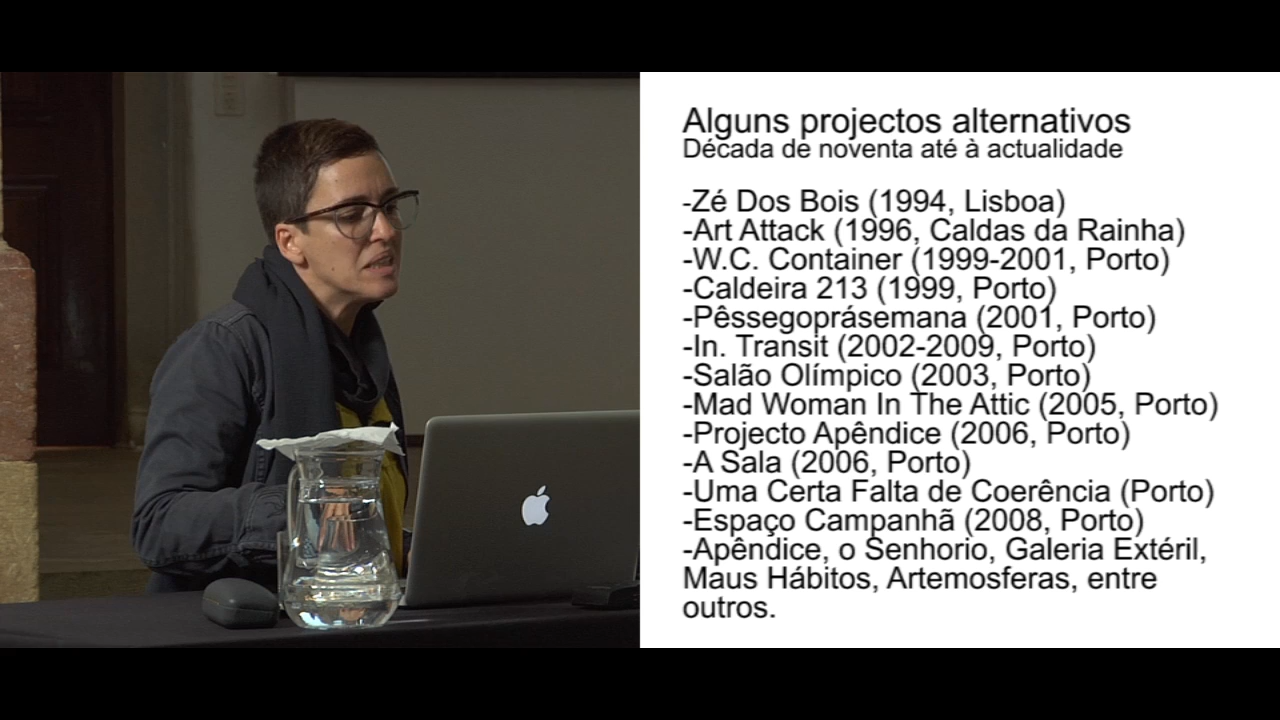 Alguns projectos alternativos
Década de noventa até à actualidade
-Zé Dos Bois (1994, Lisboa)
-Art Attack (1996, Caldas da Rainha)
-W.C. Container (1999-2001, Porto)
-Caldeira 213 (1999, Porto)
-Pêssegoprásemana (2001, Porto)
-In. Transit (2002-2009, Porto)
-Salão Olímpico (2003, Porto)
-Mad Woman In The Attic (2005, Porto)
-Projecto Apêndice (2006, Porto)
-A Sala (2006, Porto)
-Uma Certa Falta de Coerência (Porto)
-Espaço Campanhã (2008, Porto)
-Apêndice, o Senhorio, Galeria Extéril,
Maus Hábitos, Artemosferas, entre
outros.